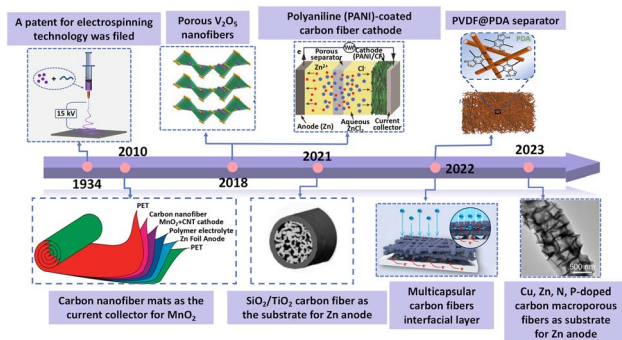 A patent for electrospinning
technology was filed
15 kV
Porous V₂O₅
nanofibers
Polyaniline (PANI)-coated
carbon fiber cathode
e
Porous
separator
Cathode
(PANI/CF)
Zn²⁺
Cl⁻
Anode (Zn)
Aqueous
ZnCl₂
Current
collector
PVDF@PDA separator
PDA
1934
2010
2018
2021
2022
2023
PET
Carbon nanofiber
MnO₂+CNT cathode
Polymer electrolyte
Zn Foil Anode
PET
Carbon nanofiber mats as the
current collector for MnO₂
SiO₂/TiO₂ carbon fiber as
the substrate for Zn anode
Multicapsular
carbon fibers
interfacial layer
500 nm
Cu, Zn, N, P-doped
carbon macroporous
fibers as substrate
for Zn anode